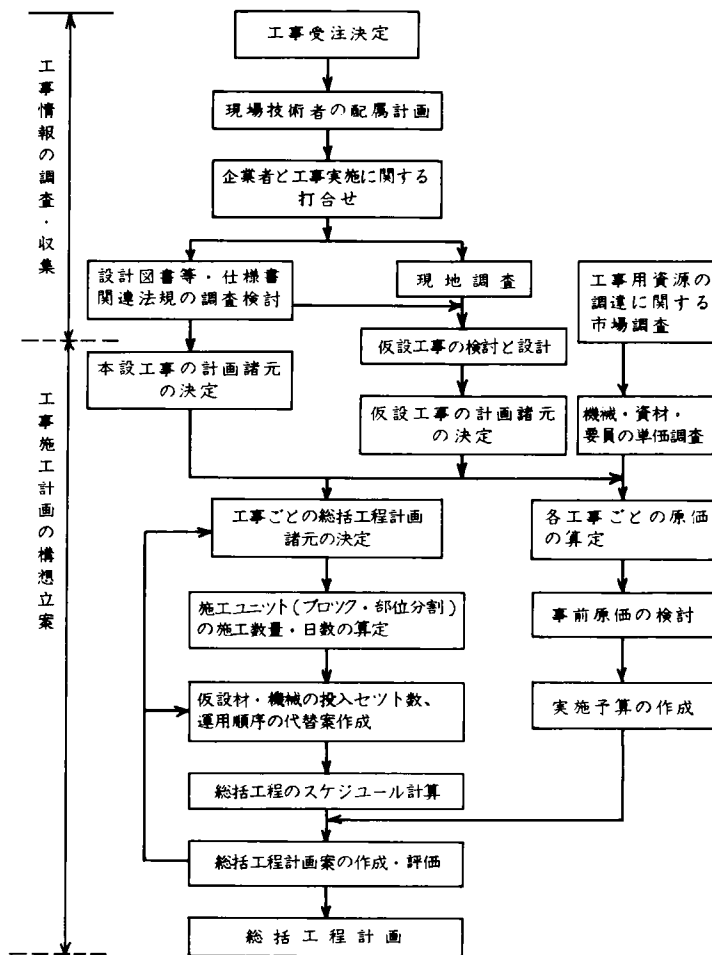 工事受注決定
現場技術者の配属計画
企業者と工事実施に関する
打合せ
設計図書等・仕様書
関連法規の調査検討
現地調査
工事用資源の
調達に関する
市場調査
仮設工事の検討と設計
本設工事の計画諸元
の決定
仮設工事の計画諸元
の決定
機械・資材・
要員の単価調査
工事ごとの総括工程計画
諸元の決定
各工事ごとの原価
の算定
施工ユニット(ブロック・部位分割)
の施工数量・日数の算定
事前原価の検討
仮設材・機械の投入セツト数、
運用順序の代替案作成
実施予算の作成
総括工程のスケジユール計算
総括工程計画案の作成・評価
総括工程計画
工事情報の調査・収集
工事施工計画の構想立案